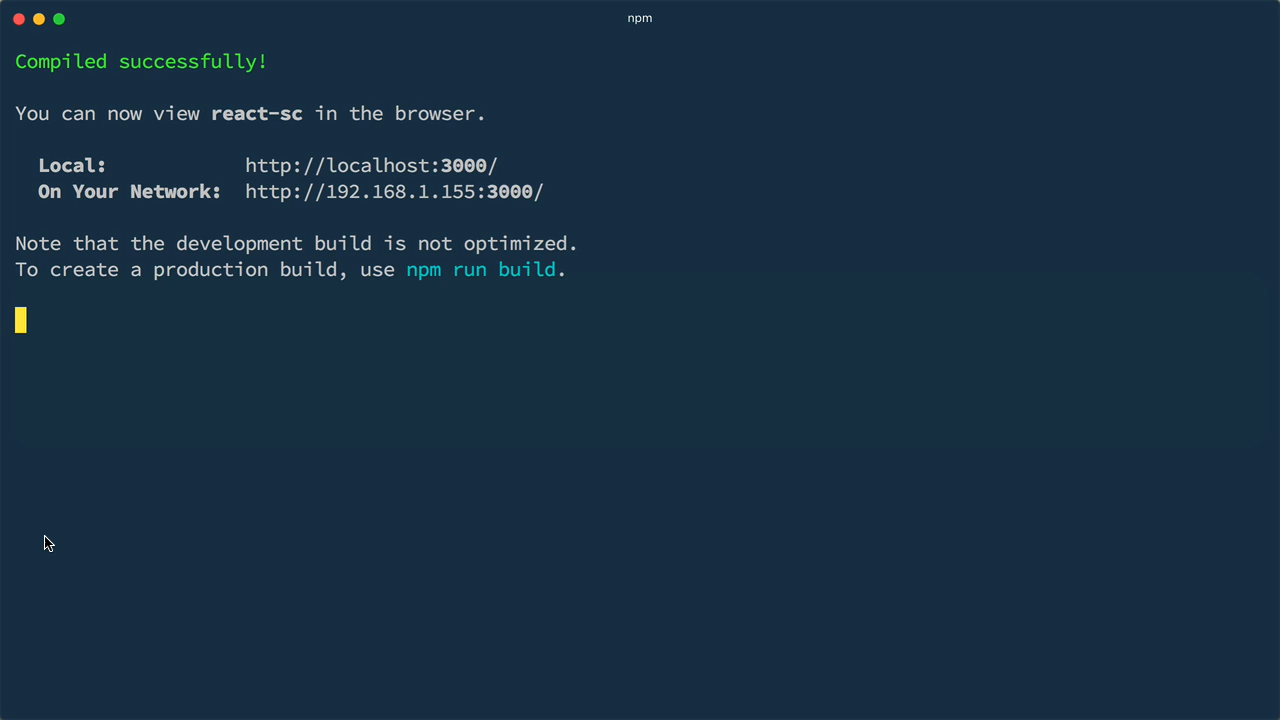 npm
Compiled successfully!
You can now view react-sc in the browser.
Local: http://localhost:3000/
On Your Network: http://192.168.1.155:3000/
Note that the development build is not optimized.
To create a production build, use npm run build.